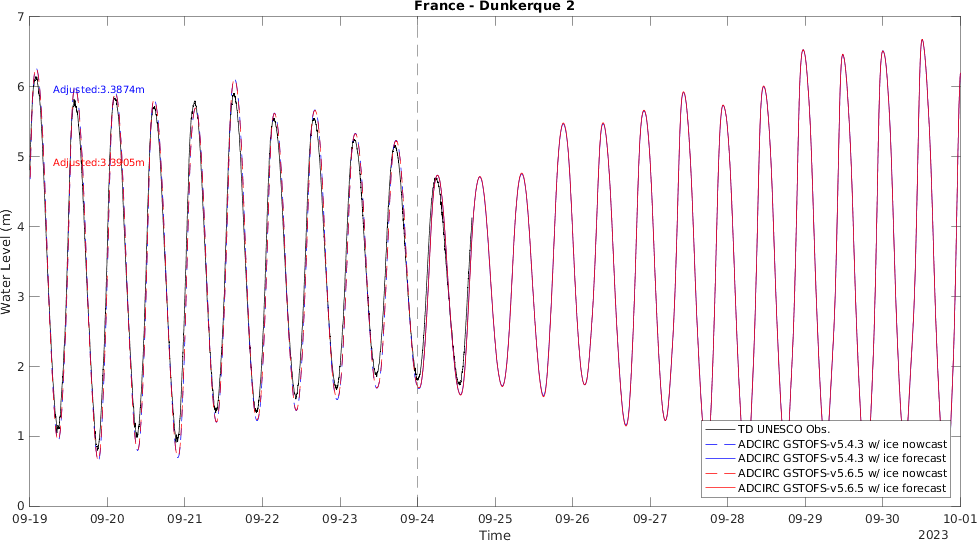 France - Dunkerque 2
7
6
5
4
3
2
1
0
Water Level (m)
Adjusted:3.3874m
Adjusted:3.3905m
TD UNESCO Obs.
ADCIRC GSTOFS-v5.4.3 w/ ice nowcast
ADCIRC GSTOFS-v5.4.3 w/ ice forecast
ADCIRC GSTOFS-v5.6.5 w/ ice nowcast
ADCIRC GSTOFS-v5.6.5 w/ ice forecast
09-19 09-20 09-21 09-22 09-23 09-24 09-25 09-26 09-27 09-28 09-29 09-30 10-01
Time
2023